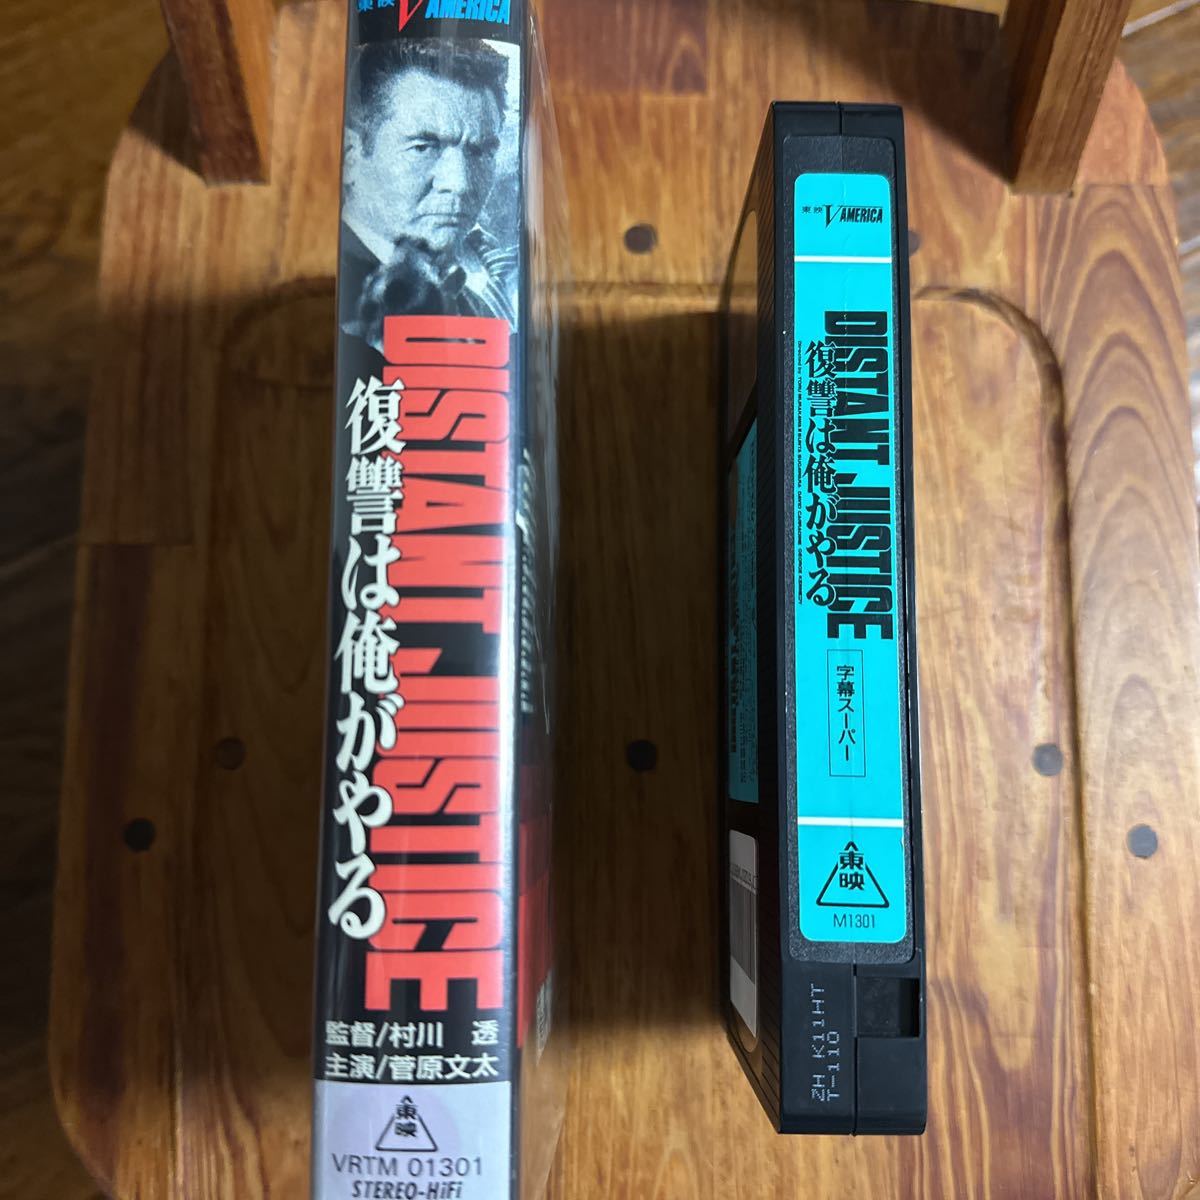 東映 V AMERICA
DISTANT JUSTICE
復讐は俺がやる
監督/村川 透
主演/菅原文太
東映
VRTM 01301
STEREO-HiFi
東映 V AMERICA
DISTANT JUSTICE
復讐は俺がやる
字幕スーパー
東映
M1301
ZH K11HT
T-110